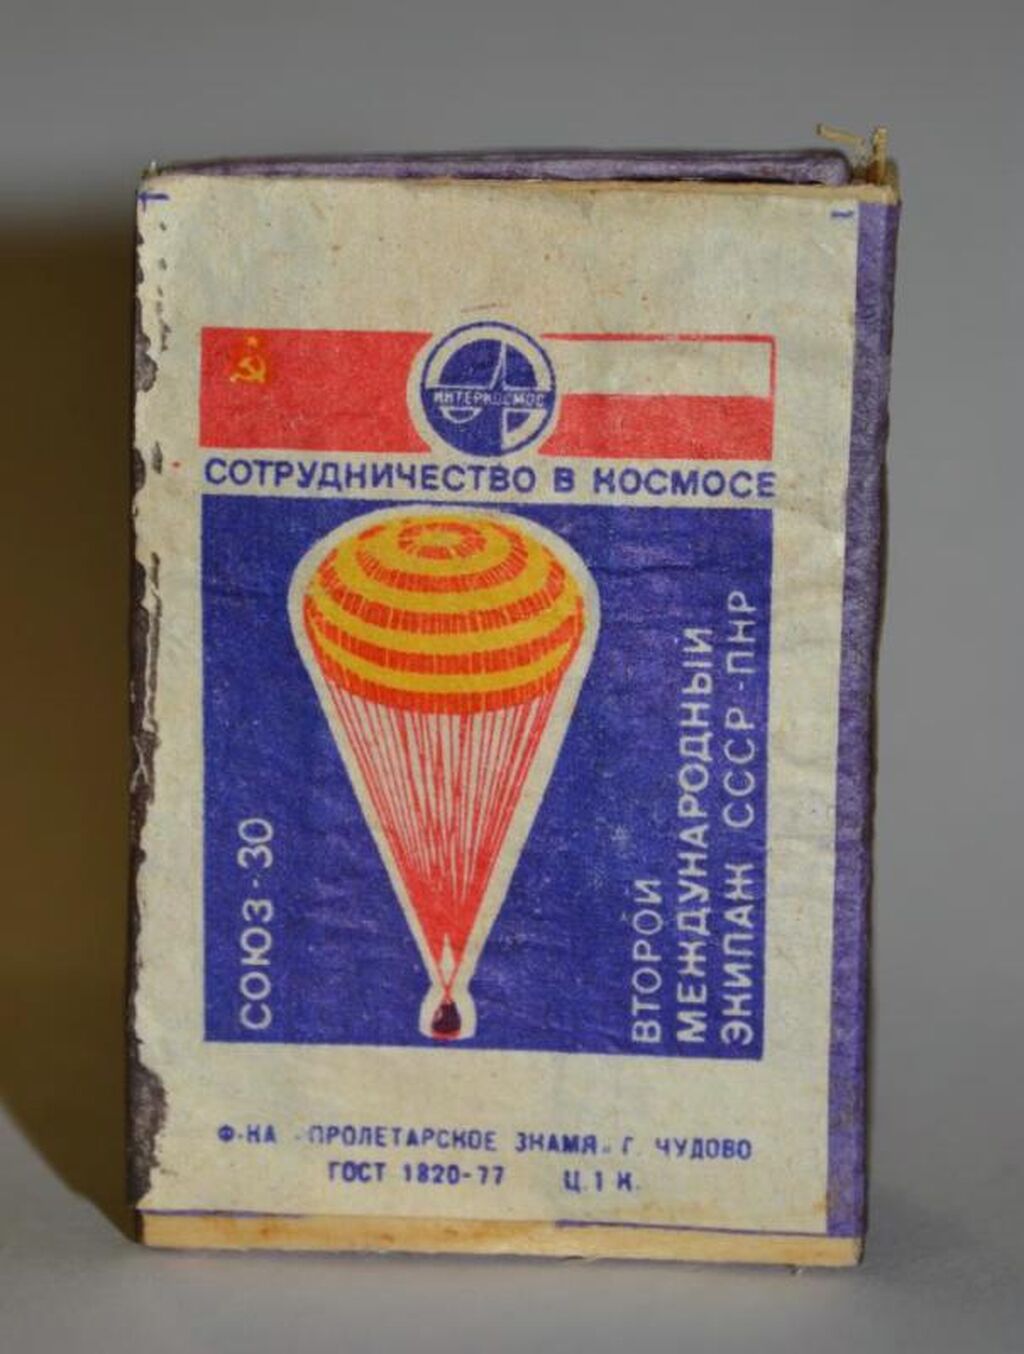 ИНТЕРКОСМОС
СОТРУДНИЧЕСТВО В КОСМОСЕ
СОЮЗ-30
ВТОРОЙ
МЕЖДУНАРОДНЫЙ
ЭКИПАЖ СССР-ПНР
Ф-КА „ПРОЛЕТАРСКОЕ ЗНАМЯ„ Г. ЧУДОВО
ГОСТ 1820-77 Ц. 1 К.